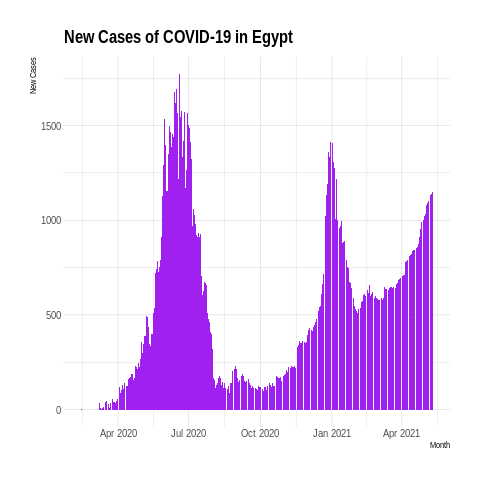 New Cases of COVID-19 in Egypt
New Cases
1500
1000
500
0
Apr 2020 Jul 2020 Oct 2020 Jan 2021 Apr 2021
Month